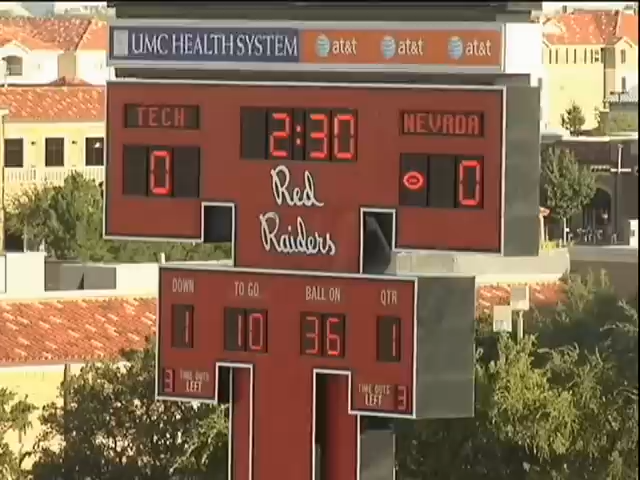 UMC HEALTH SYSTEM at&t at&t at&t
TECH 2:30 NEVADA
0 0
Red
Raiders
DOWN TO GO BALL ON QTR
1 10 36 1
3 TIME OUTS LEFT TIME OUTS LEFT 3